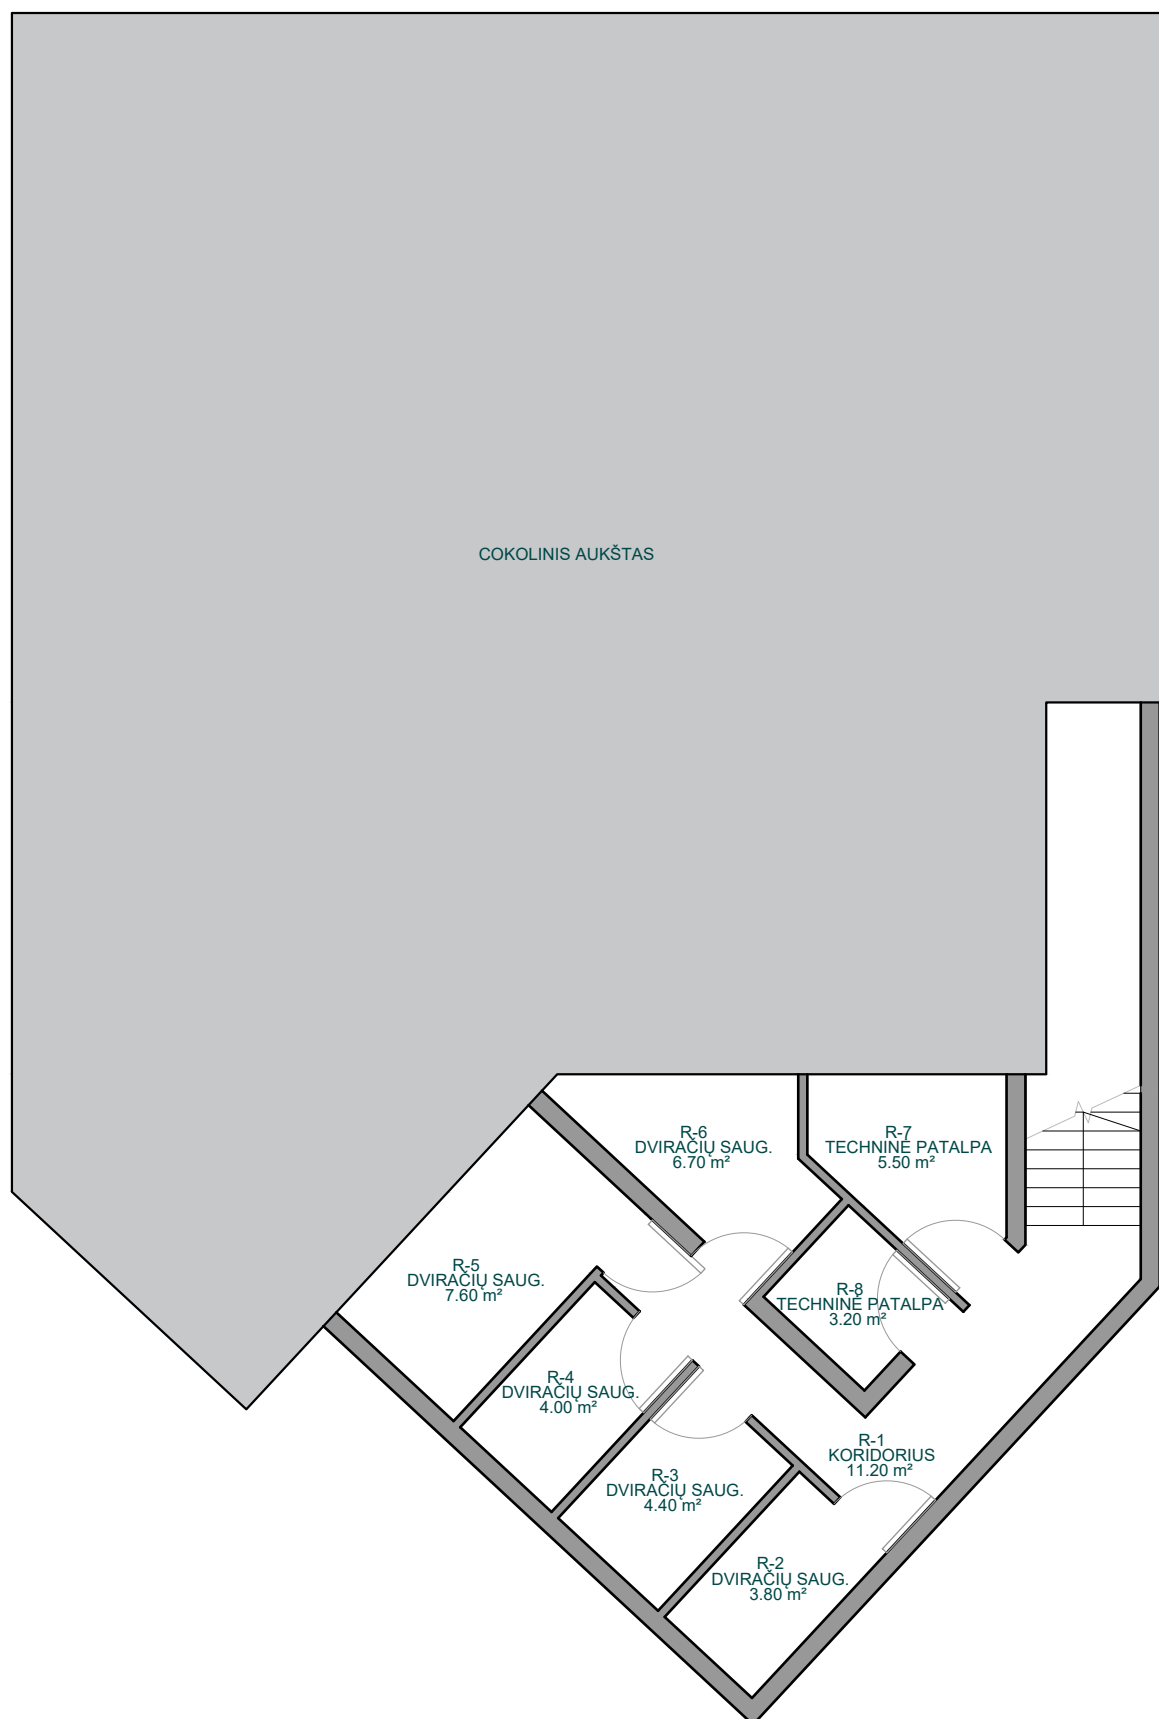 COKOLINIS AUKŠTAS
R-6
DVIRAČIŲ SAUG.
6.70 m²
R-7
TECHNINĖ PATALPA
5.50 m²
R-5
DVIRAČIŲ SAUG.
7.60 m²
R-8
TECHNINĖ PATALPA
3.20 m²
R-4
DVIRAČIŲ SAUG.
4.00 m²
R-1
KORIDORIUS
11.20 m²
R-3
DVIRAČIŲ SAUG.
4.40 m²
R-2
DVIRAČIŲ SAUG.
3.80 m²